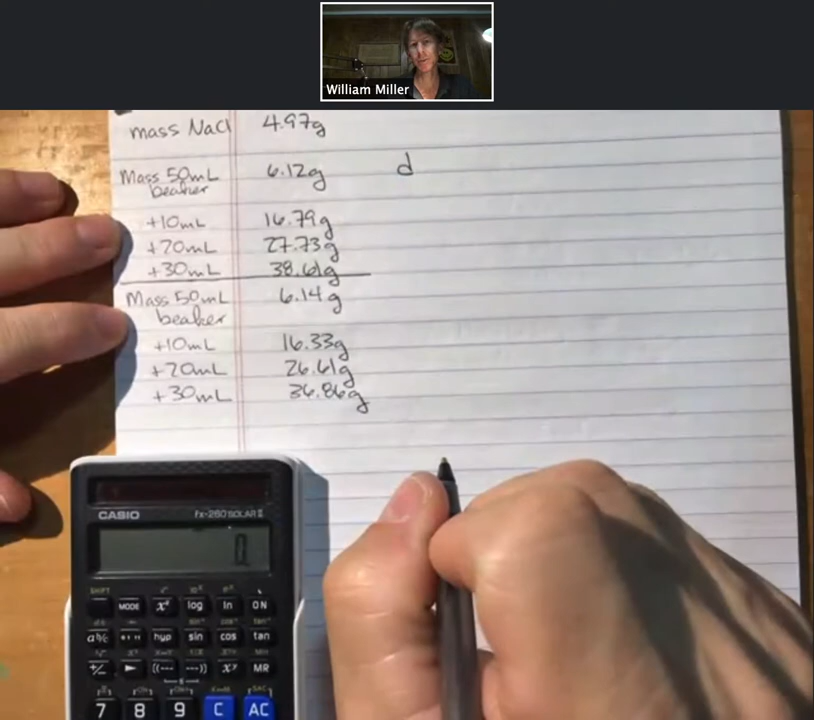 William Miller
mass NaCl 4.97g
Mass 50mL 6.12g d
beaker
+10mL 16.79g
+20mL 27.73g
+30mL 38.61g
Mass 50mL 6.14g
beaker
+10mL 16.33g
+20mL 26.61g
+30mL 36.86g
CASIO fx-260 SOLAR II
0
SHIFT
MODE x² log ln ON
hyp sin cos tan
+/- ► ((--- ---)) xʸ MR
7 8 9 C AC